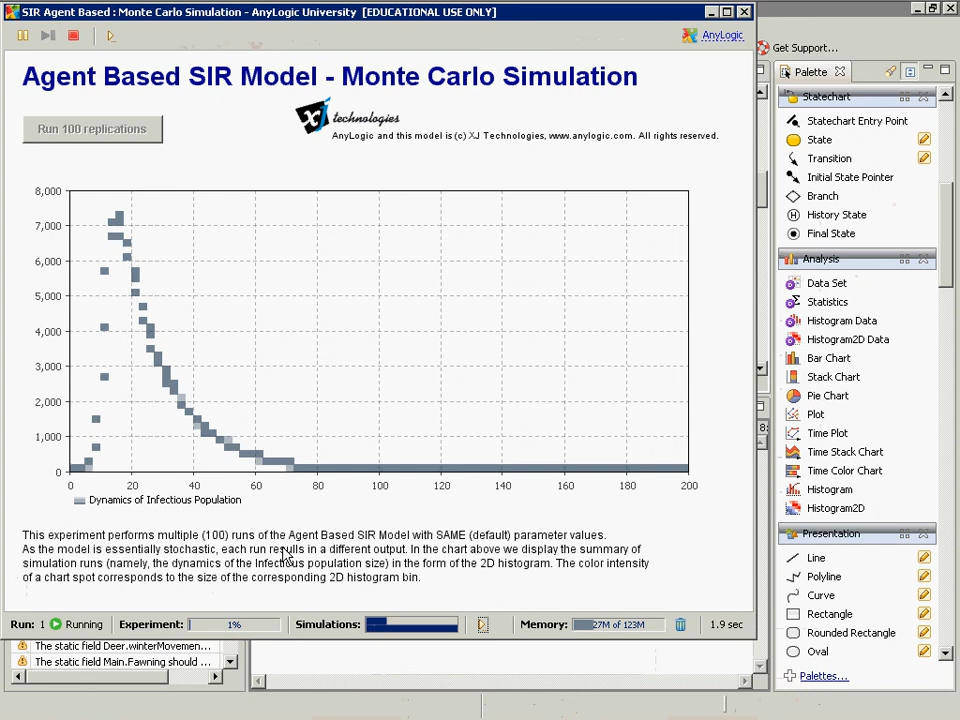 SIR Agent Based : Monte Carlo Simulation - AnyLogic University [EDUCATIONAL USE ONLY]
AnyLogic
Agent Based SIR Model - Monte Carlo Simulation
Run 100 replications
XJ technologies
AnyLogic and this model is (c) XJ Technologies, www.anylogic.com. All rights reserved.
8,000
7,000
6,000
5,000
4,000
3,000
2,000
1,000
0
0 20 40 60 80 100 120 140 160 180 200
Dynamics of Infectious Population
This experiment performs multiple (100) runs of the Agent Based SIR Model with SAME (default) parameter values.
As the model is essentially stochastic, each run results in a different output. In the chart above we display the summary of
simulation runs (namely, the dynamics of the Infectious population size) in the form of the 2D histogram. The color intensity
of a chart spot corresponds to the size of the corresponding 2D histogram bin.
Run: 1 Running Experiment: 1% Simulations: Memory: 27M of 123M 1.9 sec
The static field Deer.winterMovemen...
The static field Main.Fawning should ...
Get Support...
Palette
Statechart
Statechart Entry Point
State
Transition
Initial State Pointer
Branch
History State
Final State
Analysis
Data Set
Statistics
Histogram Data
Histogram2D Data
Bar Chart
Stack Chart
Pie Chart
Plot
Time Plot
Time Stack Chart
Time Color Chart
Histogram
Histogram2D
Presentation
Line
Polyline
Curve
Rectangle
Rounded Rectangle
Oval
Palettes...